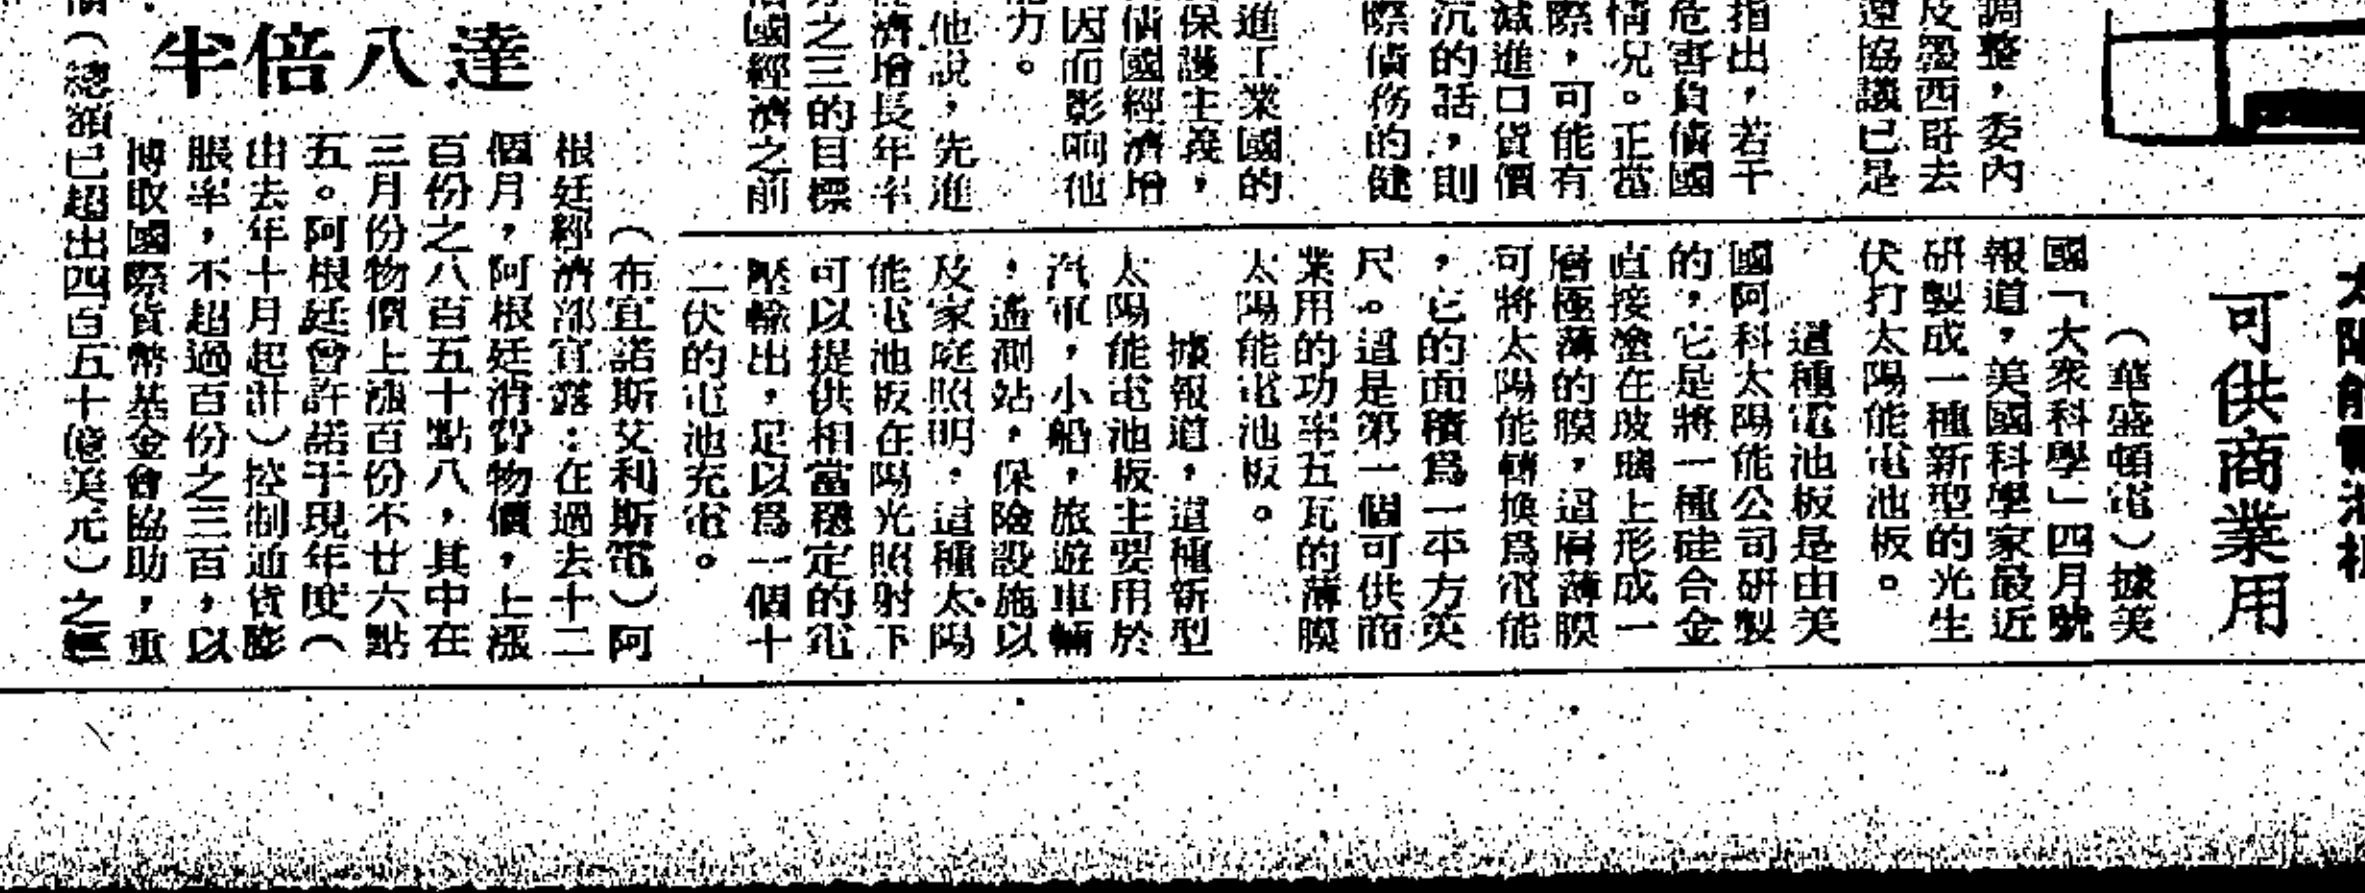 調整，委內
及墨西哥去
還協議已是
指出，若干
危害負債國
情况。正當
際，可能有
減進口貨價
沉的話，則
際債務的健
進工業國的
保護主義，
債國經濟增
因而影响他
力。
他說，先進
濟增長年率
之三的目標
國經濟之前
可供商業用
（華盛頓電）據美
國「大衆科學」四月號
報道，美國科學家最近
研製成一種新型的光生
伏打太陽能電池板。
這種電池板是由美
國阿科太陽能公司研製
的，它是將一種硅合金
直接塗在玻璃上形成一
層極薄的膜，這層薄膜
可將太陽能轉換爲電能
，它的面積爲一平方英
尺。這是第一個可供商
業用的功率五瓦的薄膜
太陽能電池板。
據報道，這種新型
太陽能電池板主要用於
汽車，小船，旅遊車輛
，遙測站，保險設施以
及家庭照明，這種太陽
能電池板在陽光照射下
可以提供相當穩定的電
壓輸出，足以爲一個十
二伏的電池充電。
達八倍半
（布宜諾斯艾利斯電）阿
根廷經濟部宣露：在過去十二
個月，阿根廷消費物價，上漲
百份之八百五十點八，其中在
三月份物價上漲百份不廿六點
五。阿根廷曾許諾于現年度（
由去年十月起計）控制通貨膨
脹率，不超過百份之三百，以
博取國際貨幣基金會協助，重
（總額已超出四百五十億美元）之